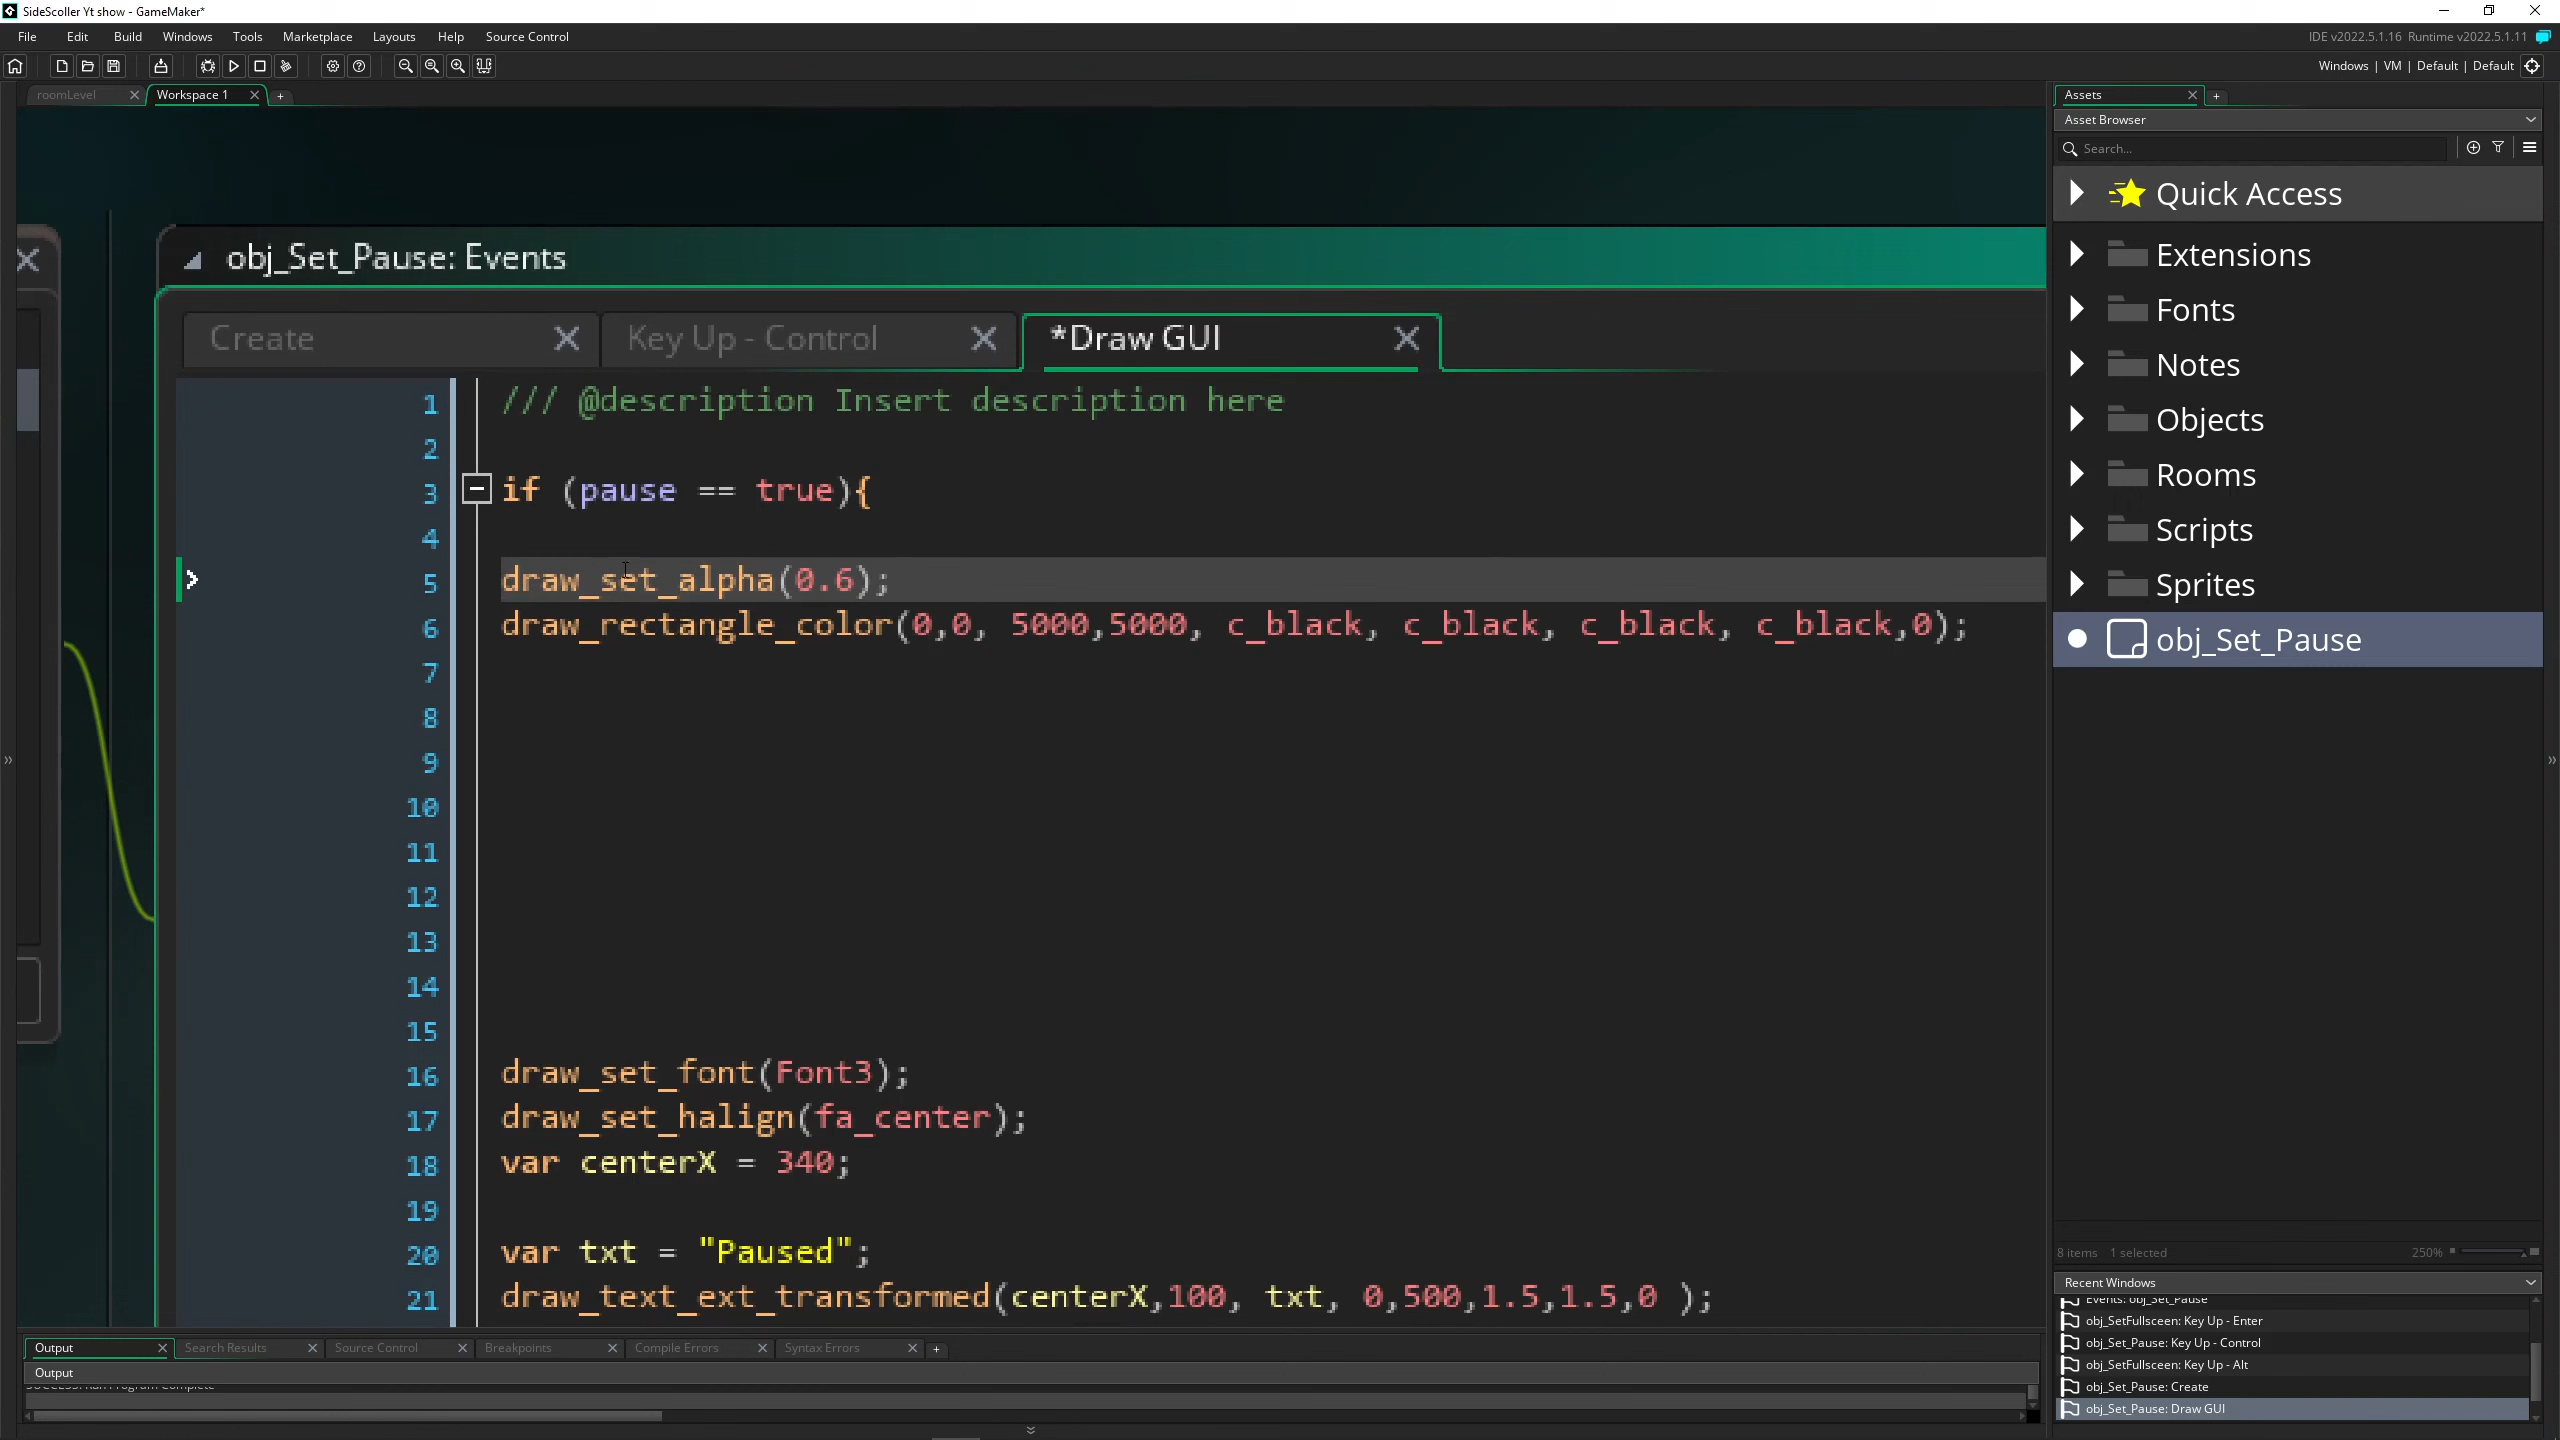 SideScoller Yt show - GameMaker*
File Edit Build Windows Tools Marketplace Layouts Help Source Control
IDE v2022.5.1.16 Runtime v2022.5.1.11
Windows | VM | Default | Default
roomLevel
Workspace 1
Assets
Asset Browser
Search...
Quick Access
Extensions
Fonts
Notes
Objects
Rooms
Scripts
Sprites
obj_Set_Pause
obj_Set_Pause: Events
Create
Key Up - Control
*Draw GUI
1 /// @description Insert description here
2
3 if (pause == true){
4
5 draw_set_alpha(0.6);
6 draw_rectangle_color(0,0, 5000,5000, c_black, c_black, c_black, c_black,0);
7
8
9
10
11
12
13
14
15
16 draw_set_font(Font3);
17 draw_set_halign(fa_center);
18 var centerX = 340;
19
20 var txt = "Paused";
21 draw_text_ext_transformed(centerX,100, txt, 0,500,1.5,1.5,0 );
8 items 1 selected
250%
Recent Windows
Events: obj_Set_Pause
obj_SetFullsceen: Key Up - Enter
obj_Set_Pause: Key Up - Control
obj_SetFullsceen: Key Up - Alt
obj_Set_Pause: Create
obj_Set_Pause: Draw GUI
Output
Search Results
Source Control
Breakpoints
Compile Errors
Syntax Errors
Output
SUCCESS: Run Program Complete